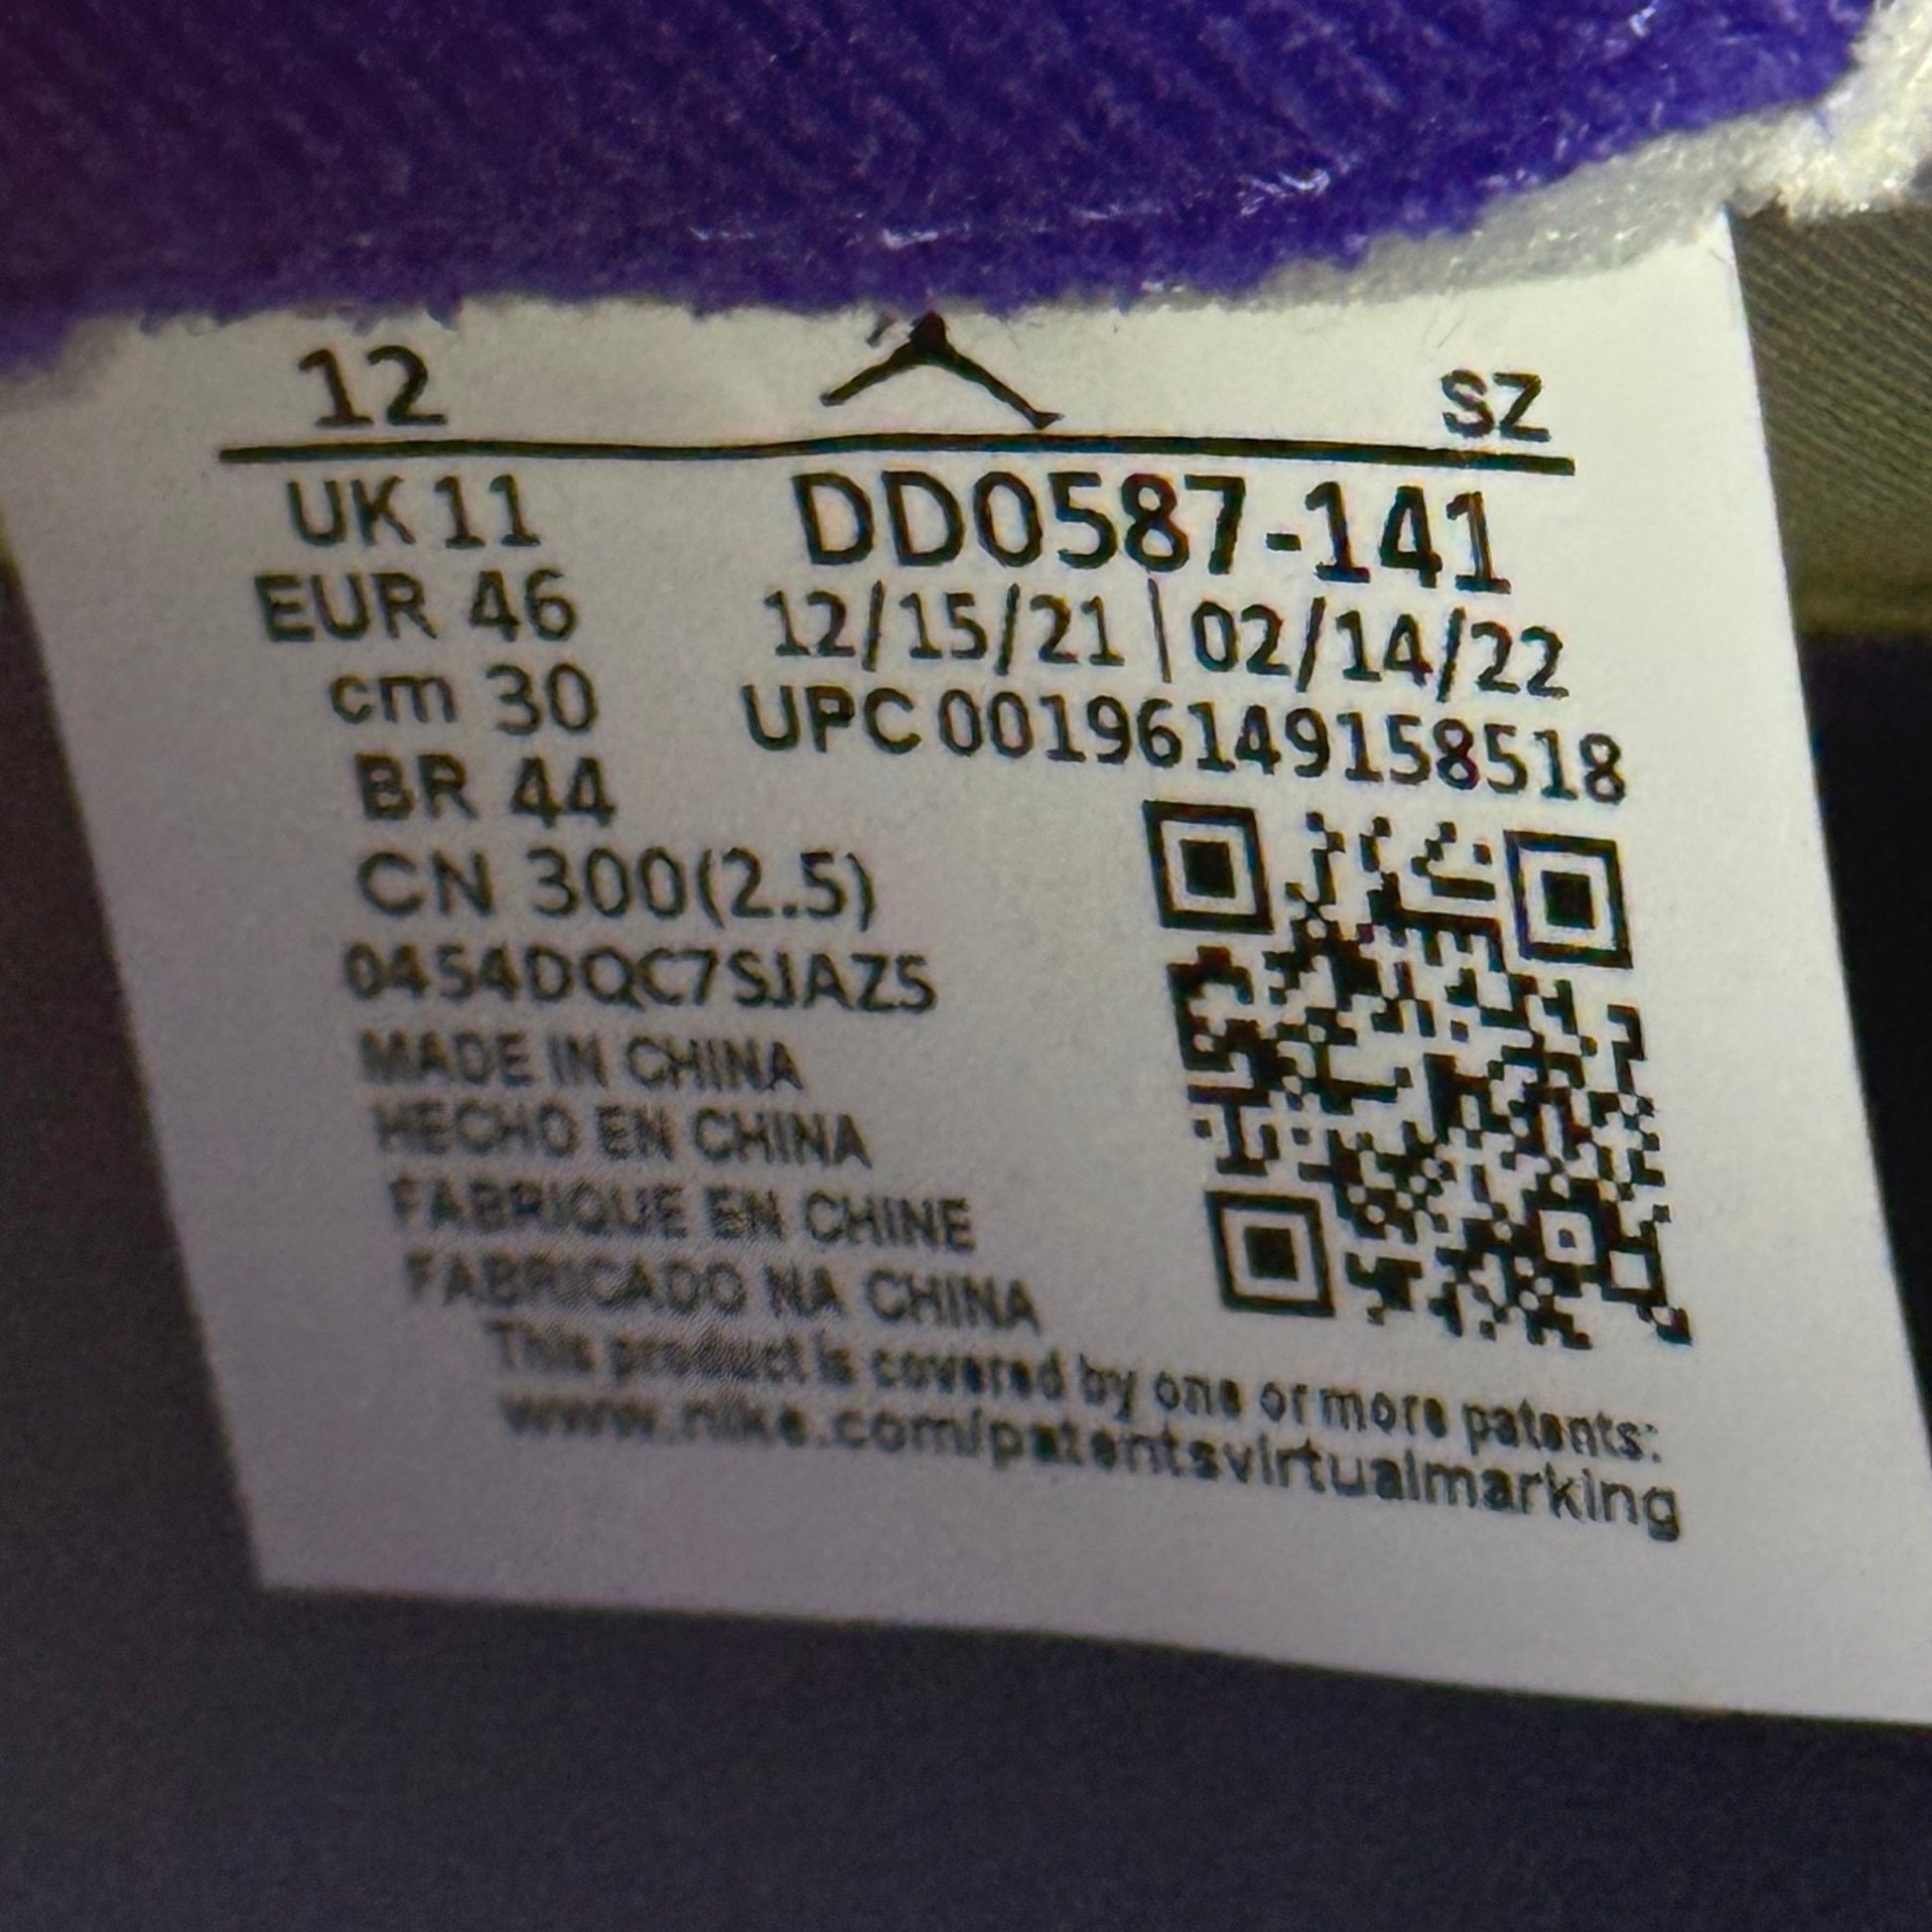 12 SZ
UK 11 DD0587-141
EUR 46 12/15/21 | 02/14/22
cm 30 UPC 00196149158518
BR 44
CN 300(2.5)
0454DQC7SJAZ5
MADE IN CHINA
HECHO EN CHINA
FABRIQUE EN CHINE
FABRICADO NA CHINA
This product is covered by one or more patents:
www.nike.com/patentsvirtualmarking